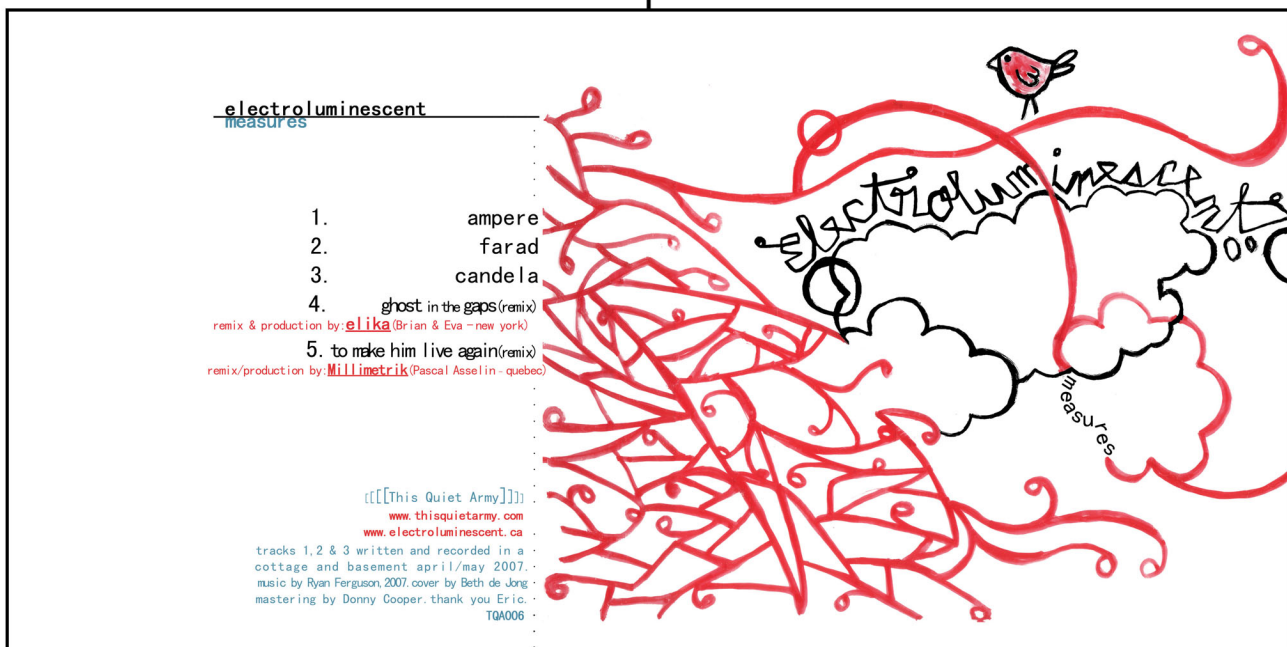 electroluminescent
measures
1. ampere
2. farad
3. candela
4. ghost in the gaps(remix)
remix & production by:elika(Brian & Eva-new york)
5. to make him live again(remix)
remix/production by:Millimetrik(Pascal Asselin-quebec)
[[[[This Quiet Army]]]]
www.thisquietarmy.com
www.electroluminescent.ca
tracks 1,2 & 3 written and recorded in a
cottage and basement april/may 2007.
music by Ryan Ferguson, 2007. cover by Beth de Jong
mastering by Donny Cooper. thank you Eric.
TQA006
electroluminescent
measures